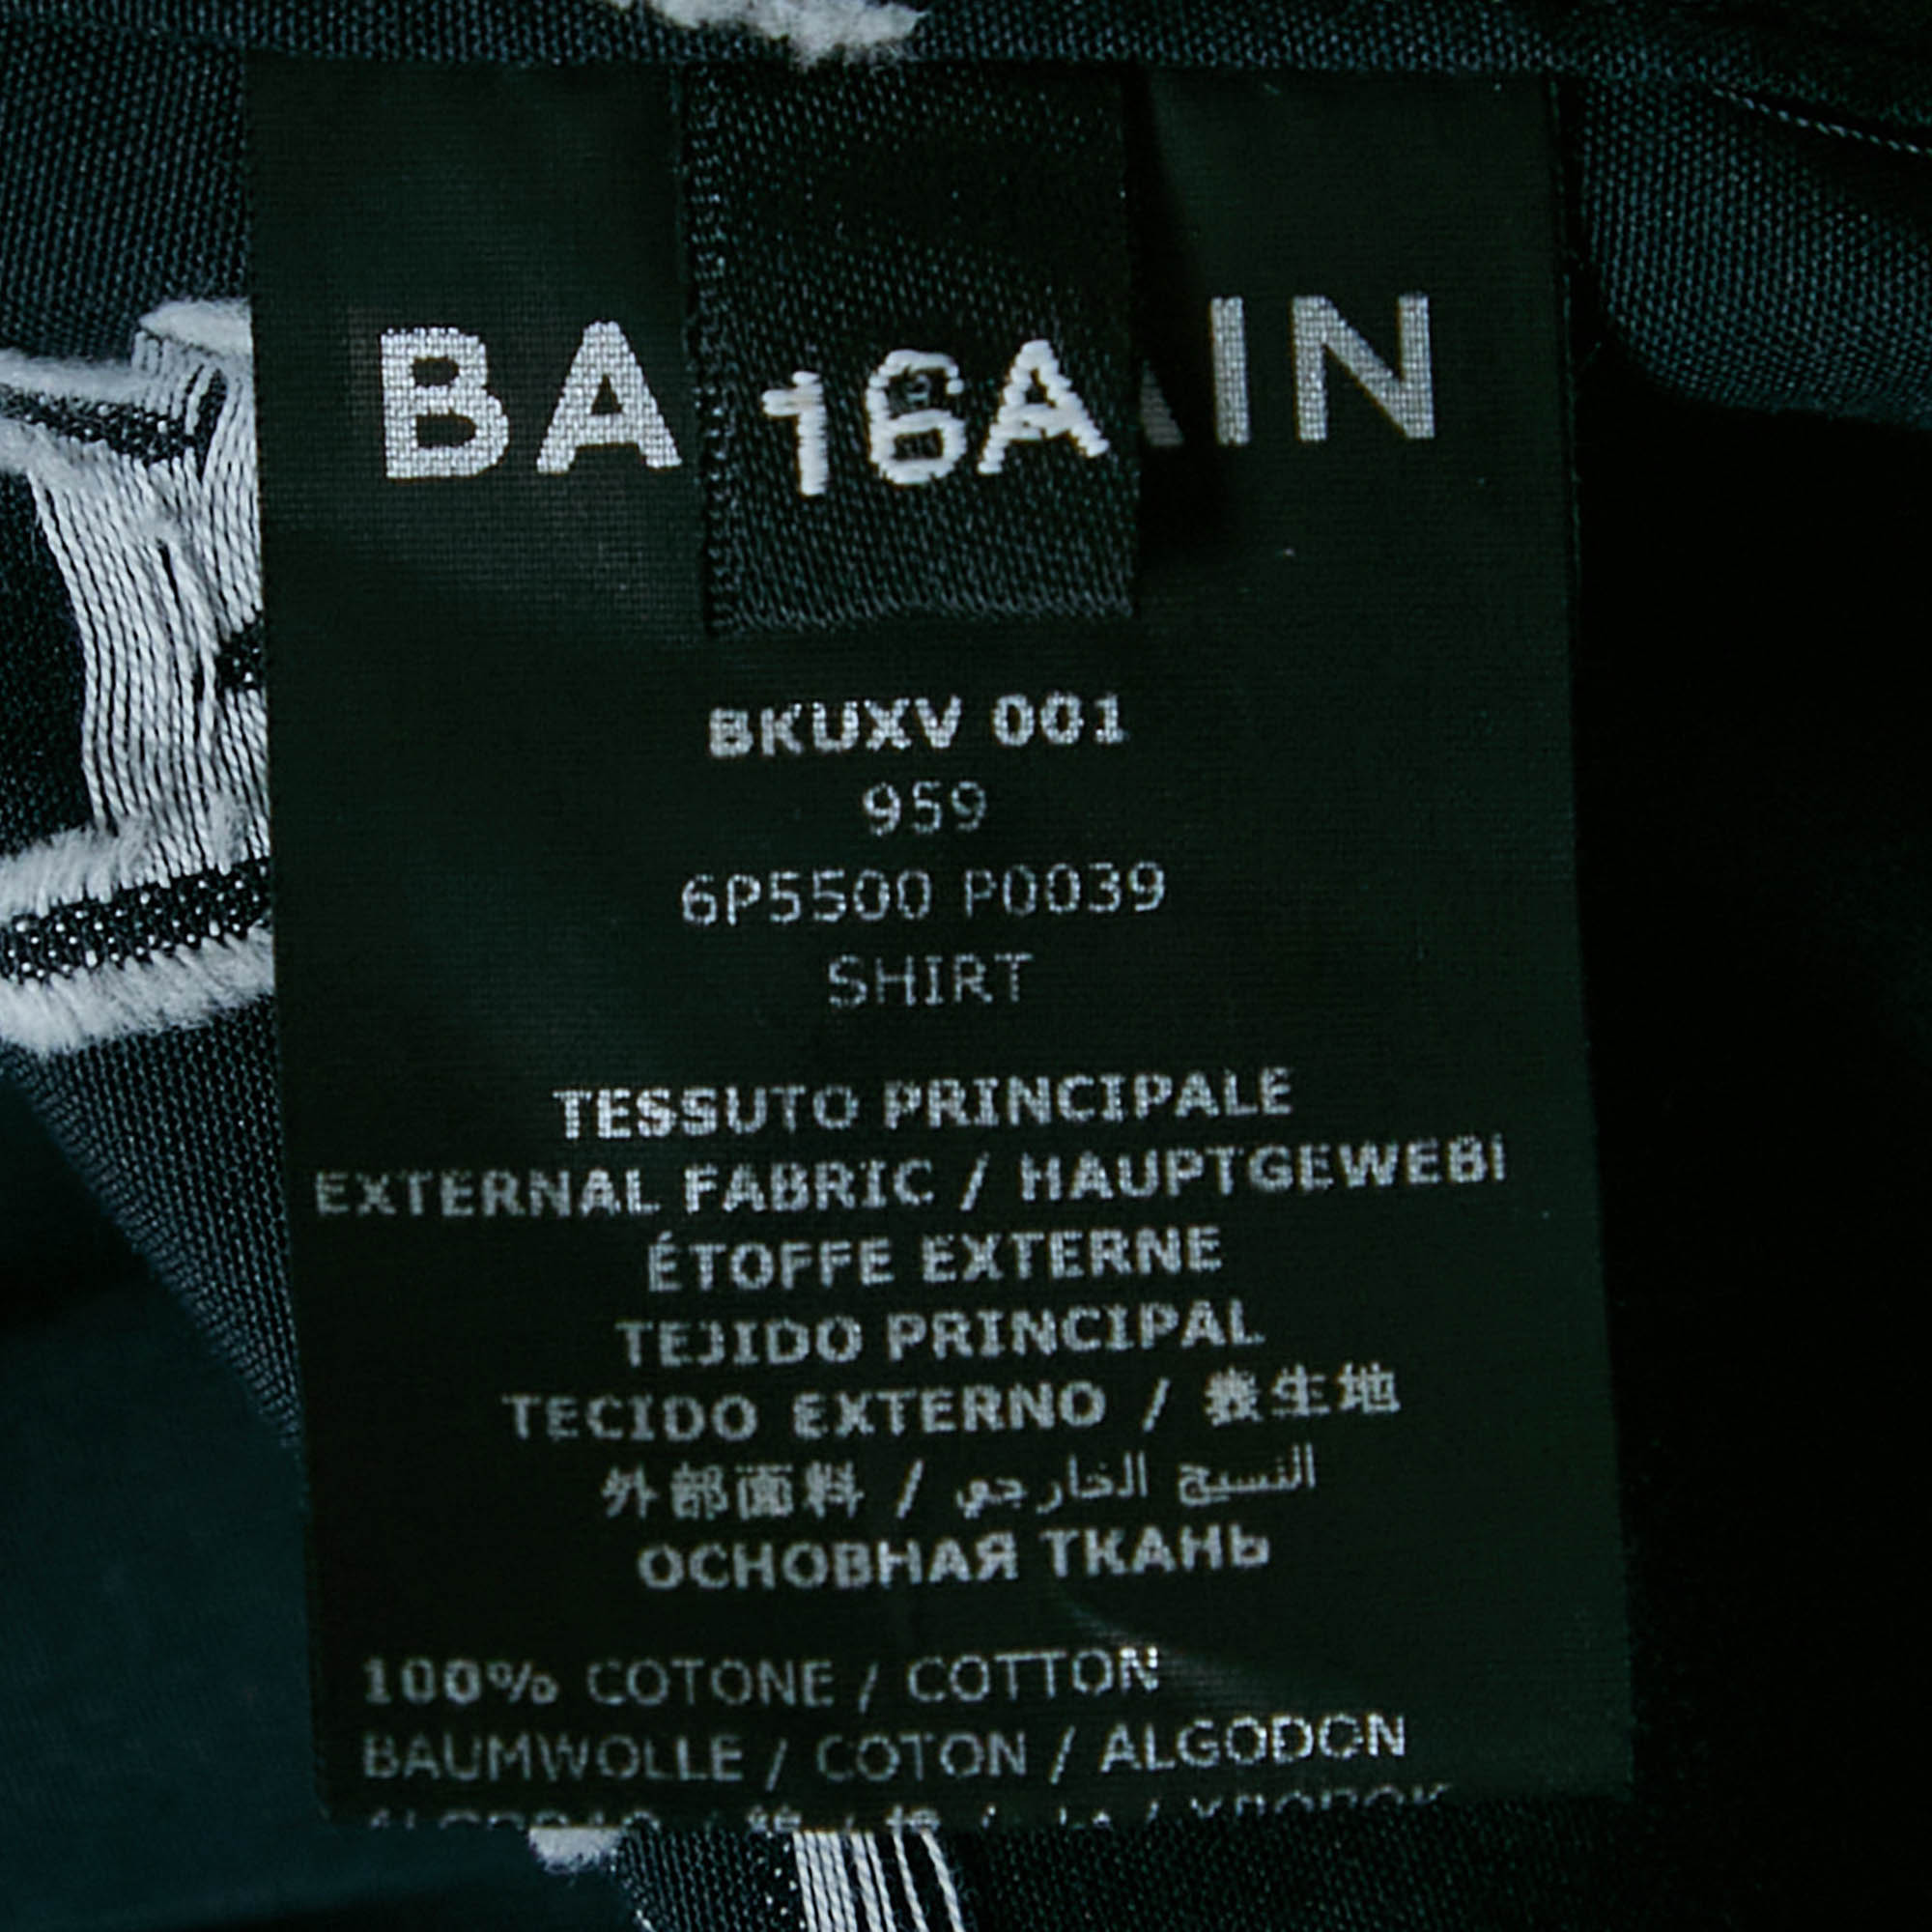 BA 16A IN
BKUXV 001
959
6P5500 P0039
SHIRT
TESSUTO PRINCIPALE
EXTERNAL FABRIC / HAUPTGEWEBI
ÉTOFFE EXTERNE
TEJIDO PRINCIPAL
TECIDO EXTERNO / 表生地
外部面料 / النسيج الخارجي
ОСНОВНАЯ ТКАНЬ
100% COTONE / COTTON
BAUMWOLLE / COTON / ALGODON